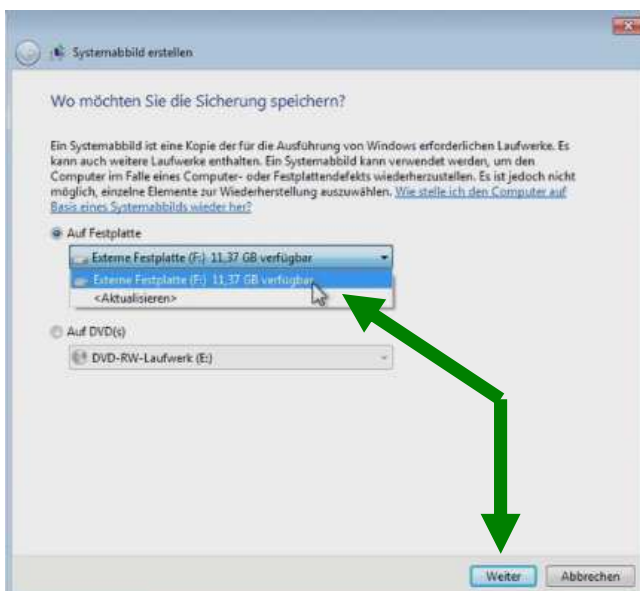 Systemabbild erstellen
Wo möchten Sie die Sicherung speichern?
Ein Systemabbild ist eine Kopie der für die Ausführung von Windows erforderlichen Laufwerke. Es
kann auch weitere Laufwerke enthalten. Ein Systemabbild kann verwendet werden, um den
Computer im Falle eines Computer- oder Festplattendefekts wiederherzustellen. Es ist jedoch nicht
möglich, einzelne Elemente zur Wiederherstellung auszuwählen. Wie stelle ich den Computer auf
Basis eines Systemabbilds wieder her?
Auf Festplatte
Externe Festplatte (F:) 11,37 GB verfügbar
Externe Festplatte (F:) 11,37 GB verfügbar
<Aktualisieren>
Auf DVD(s)
DVD-RW-Laufwerk (E:)
Weiter Abbrechen